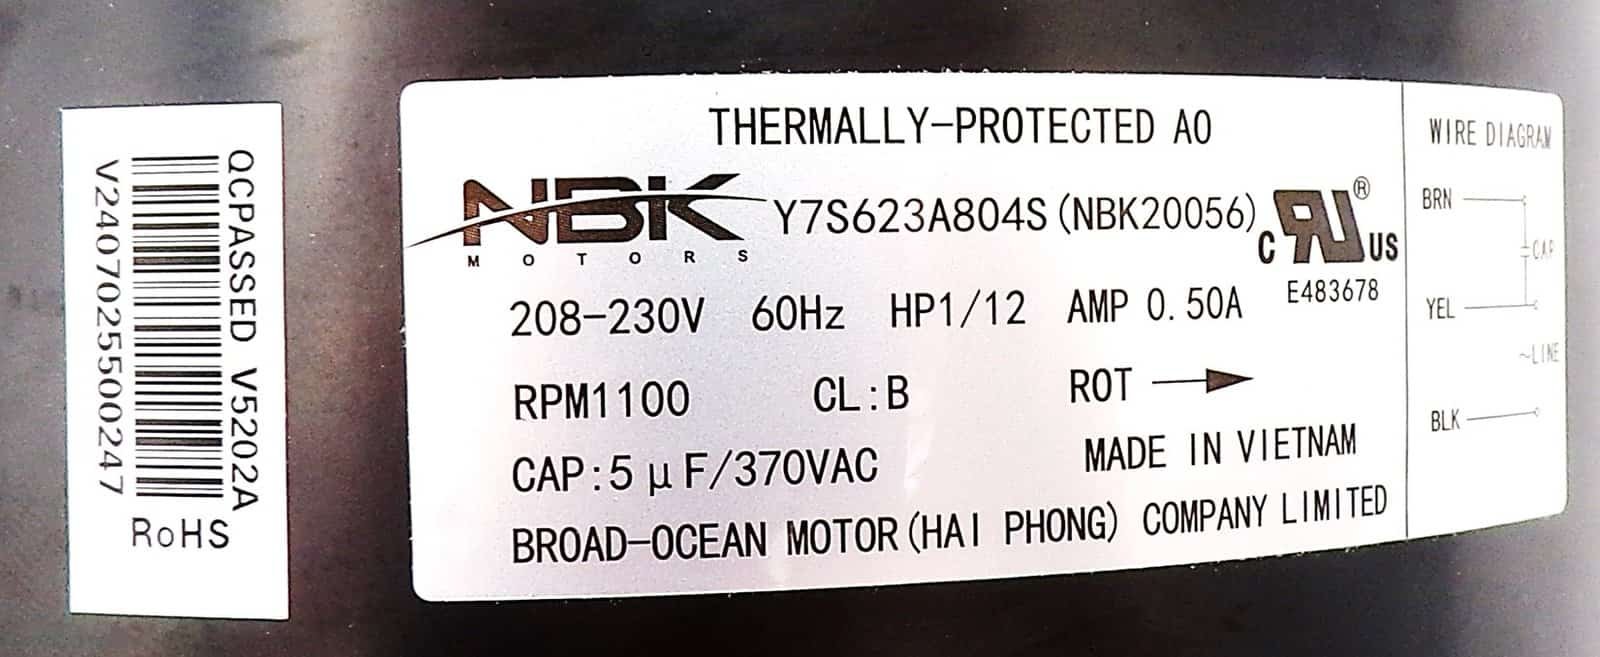 QCPASSED V5202A
V2407025500247
RoHS
THERMALLY-PROTECTED AO
NBK
MOTORS
Y7S623A804S(NBK20056)
C RU ® US
E483678
208-230V 60Hz HP1/12 AMP 0.50A
RPM1100 CL:B ROT
CAP:5μF/370VAC MADE IN VIETNAM
BROAD-OCEAN MOTOR(HAI PHONG) COMPANY LIMITED
WIRE DIAGRAM
BRN
CAP
YEL
~LINE
BLK